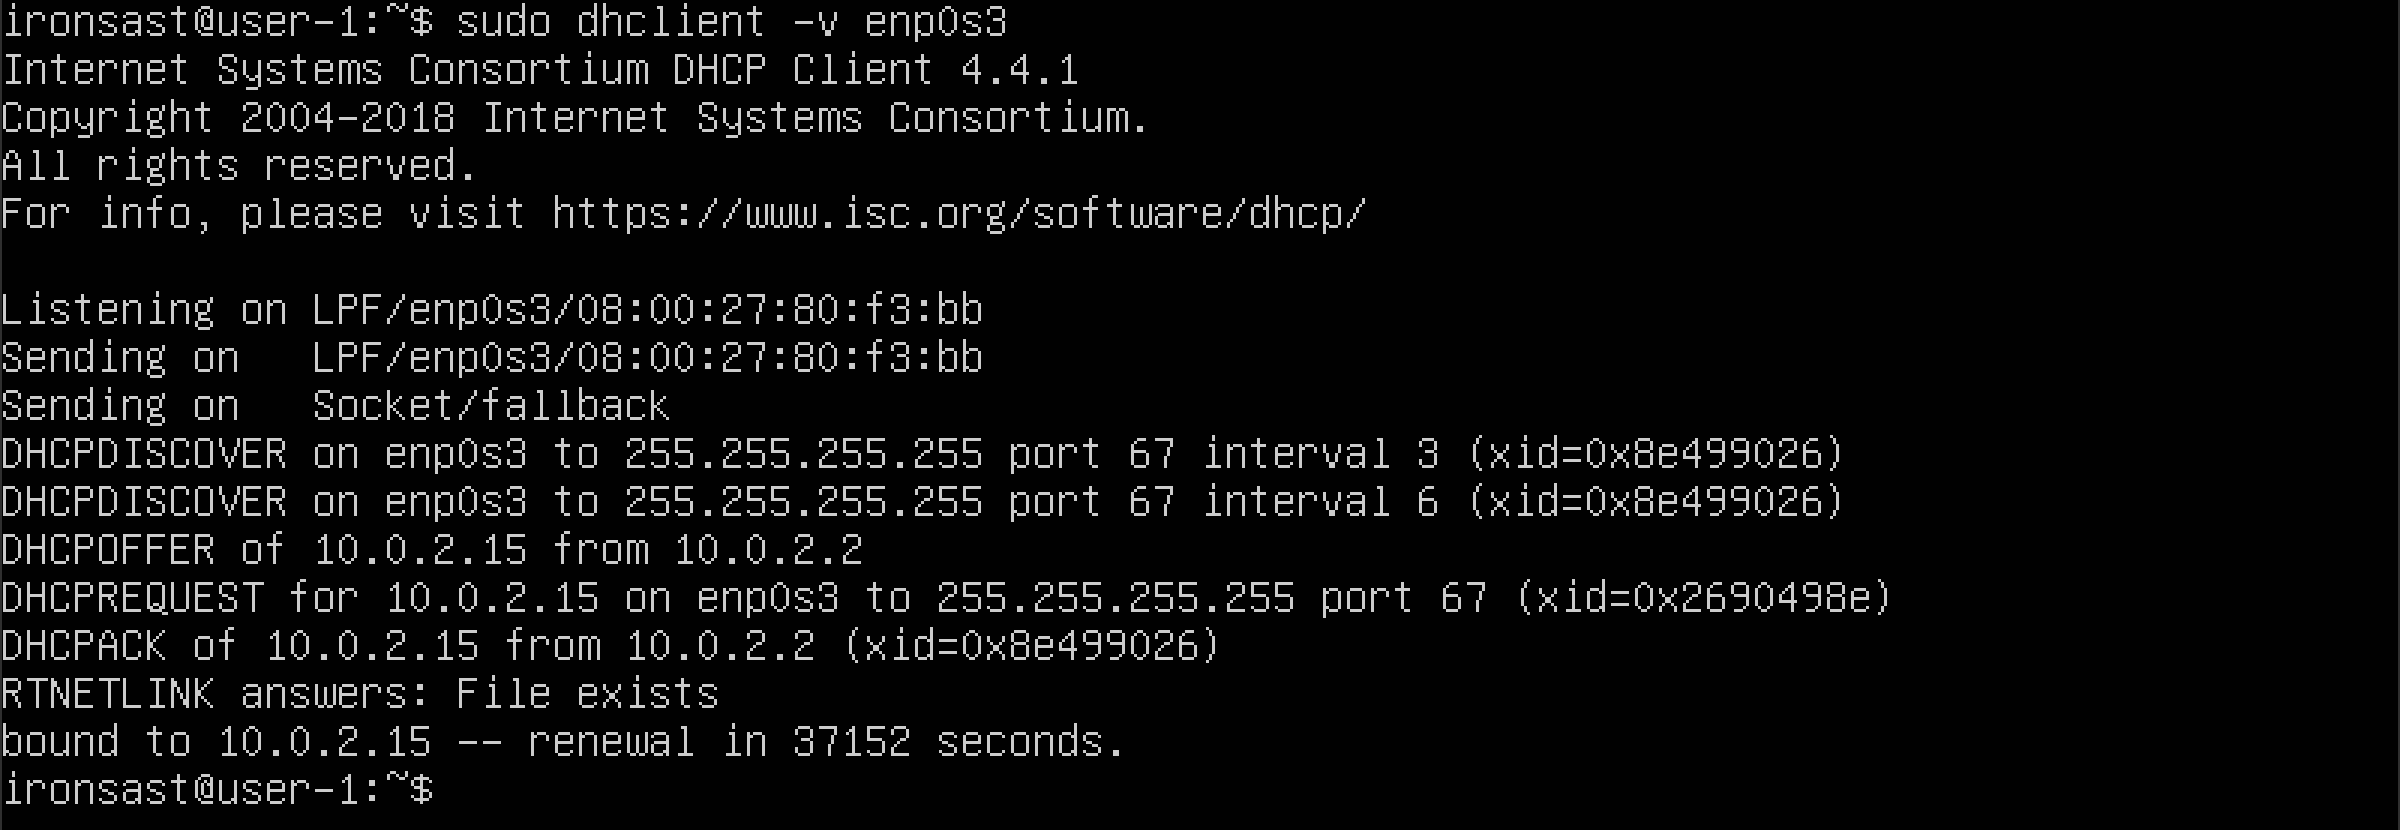 ironsast@user-1:~$ sudo dhclient -v enp0s3
Internet Systems Consortium DHCP Client 4.4.1
Copyright 2004-2018 Internet Systems Consortium.
All rights reserved.
For info, please visit https://www.isc.org/software/dhcp/

Listening on LPF/enp0s3/08:00:27:80:f3:bb
Sending on   LPF/enp0s3/08:00:27:80:f3:bb
Sending on   Socket/fallback
DHCPDISCOVER on enp0s3 to 255.255.255.255 port 67 interval 3 (xid=0x8e499026)
DHCPDISCOVER on enp0s3 to 255.255.255.255 port 67 interval 6 (xid=0x8e499026)
DHCPOFFER of 10.0.2.15 from 10.0.2.2
DHCPREQUEST for 10.0.2.15 on enp0s3 to 255.255.255.255 port 67 (xid=0x2690498e)
DHCPACK of 10.0.2.15 from 10.0.2.2 (xid=0x8e499026)
RTNETLINK answers: File exists
bound to 10.0.2.15 -- renewal in 37152 seconds.
ironsast@user-1:~$